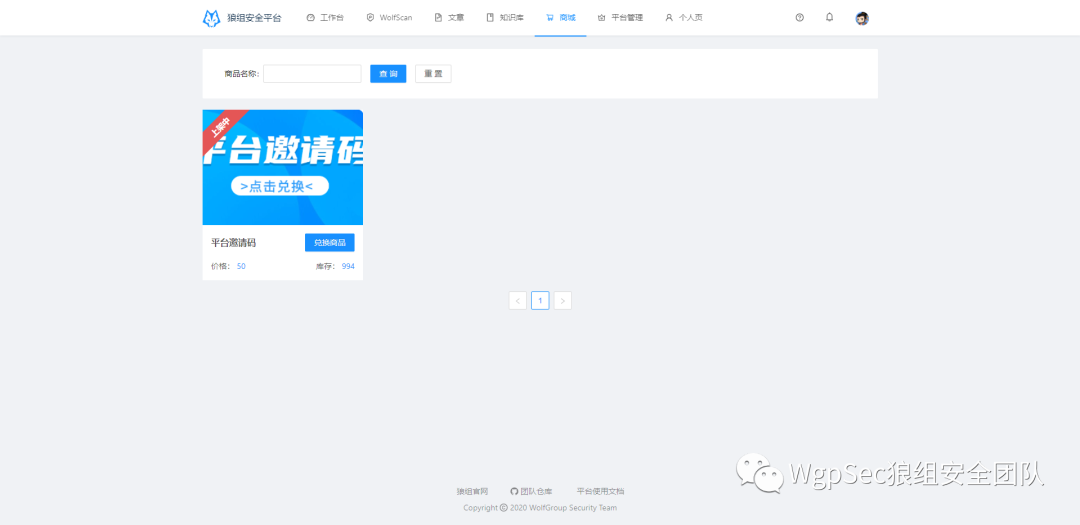 狼组安全平台 工作台 WolfScan 文章 知识库 商城 平台管理 个人页
商品名称: 查 询 重 置
上架中
平台邀请码
>点击兑换<
平台邀请码 兑换商品
价格: 50 库存: 994
< 1 >
WgpSec狼组安全团队
狼组官网 团队仓库 平台使用文档
Copyright © 2020 WolfGroup Security Team